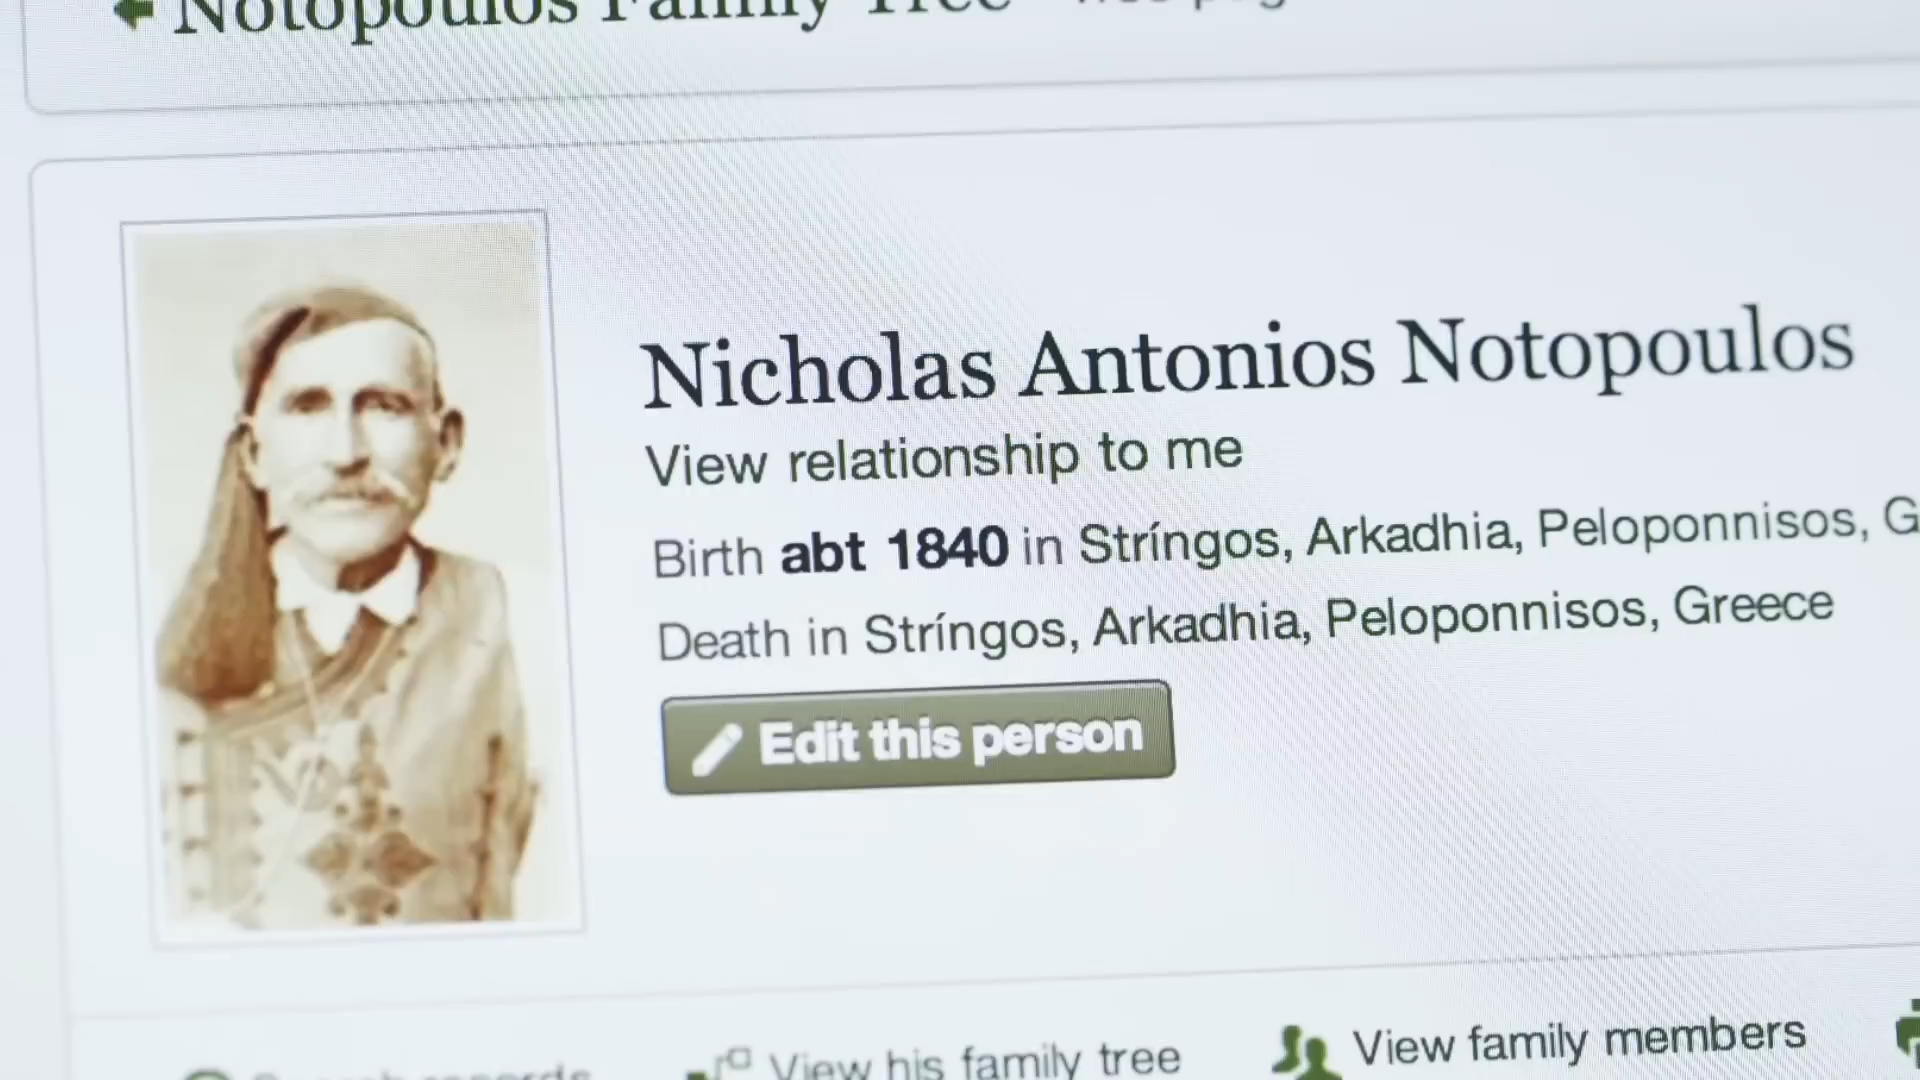 Notopoulos Family Tree
Nicholas Antonios Notopoulos
View relationship to me
Birth abt 1840 in Stríngos, Arkadhia, Peloponnisos, G
Death in Stríngos, Arkadhia, Peloponnisos, Greece
Edit this person
View his family tree
View family members